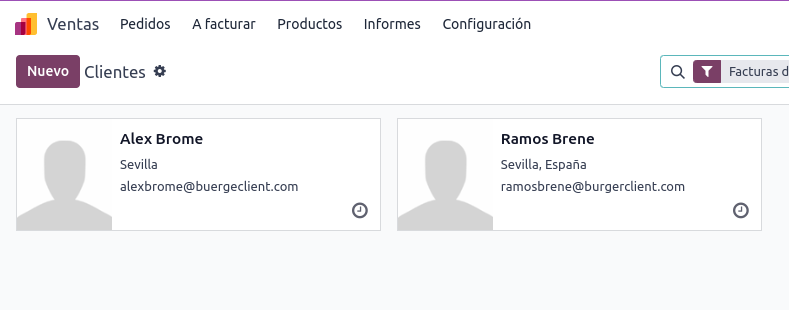 Ventas Pedidos A facturar Productos Informes Configuración
Nuevo Clientes Facturas d
Alex Brome
Sevilla
alexbrome@buergeclient.com
Ramos Brene
Sevilla, España
ramosbrene@burgerclient.com